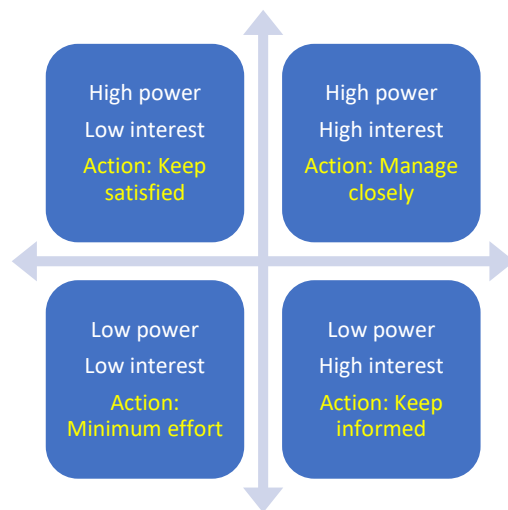 High power
Low interest
Action: Keep
satisfied
High power
High interest
Action: Manage
closely
Low power
Low interest
Action:
Minimum effort
Low power
High interest
Action: Keep
informed